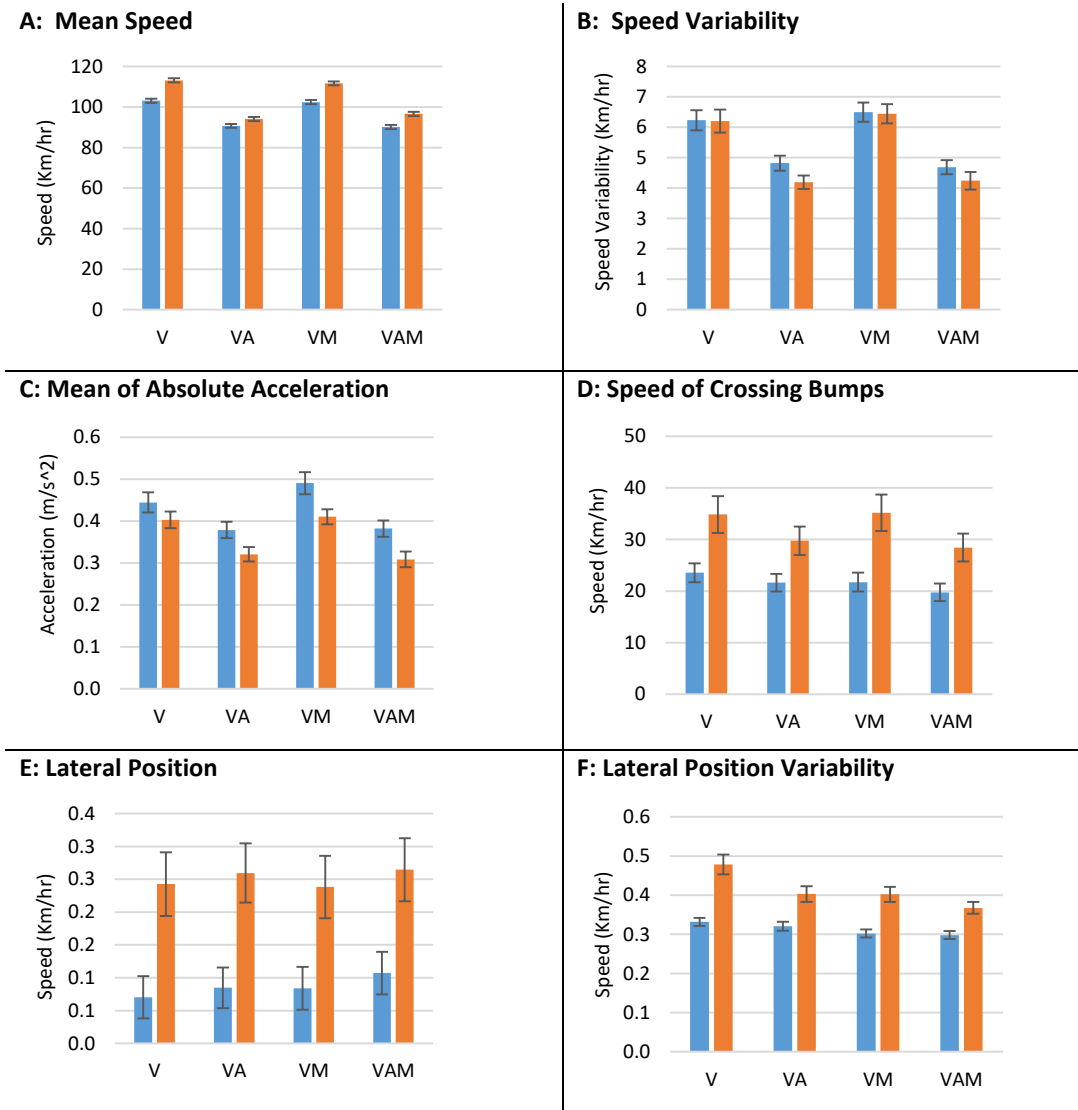 A:  Mean Speed
Speed (Km/hr)
120
100
80
60
40
20
0
V VA VM VAM
B:  Speed Variability
Speed Variability (Km/hr)
8
7
6
5
4
3
2
1
0
V VA VM VAM
C: Mean of Absolute Acceleration
Acceleration (m/s^2)
0.6
0.5
0.4
0.3
0.2
0.1
0.0
V VA VM VAM
D: Speed of Crossing Bumps
Speed (Km/hr)
50
40
30
20
10
0
V VA VM VAM
E: Lateral Position
Speed (Km/hr)
0.4
0.3
0.3
0.2
0.2
0.1
0.1
0.0
V VA VM VAM
F: Lateral Position Variability
Speed (Km/hr)
0.6
0.5
0.4
0.3
0.2
0.1
0.0
V VA VM VAM